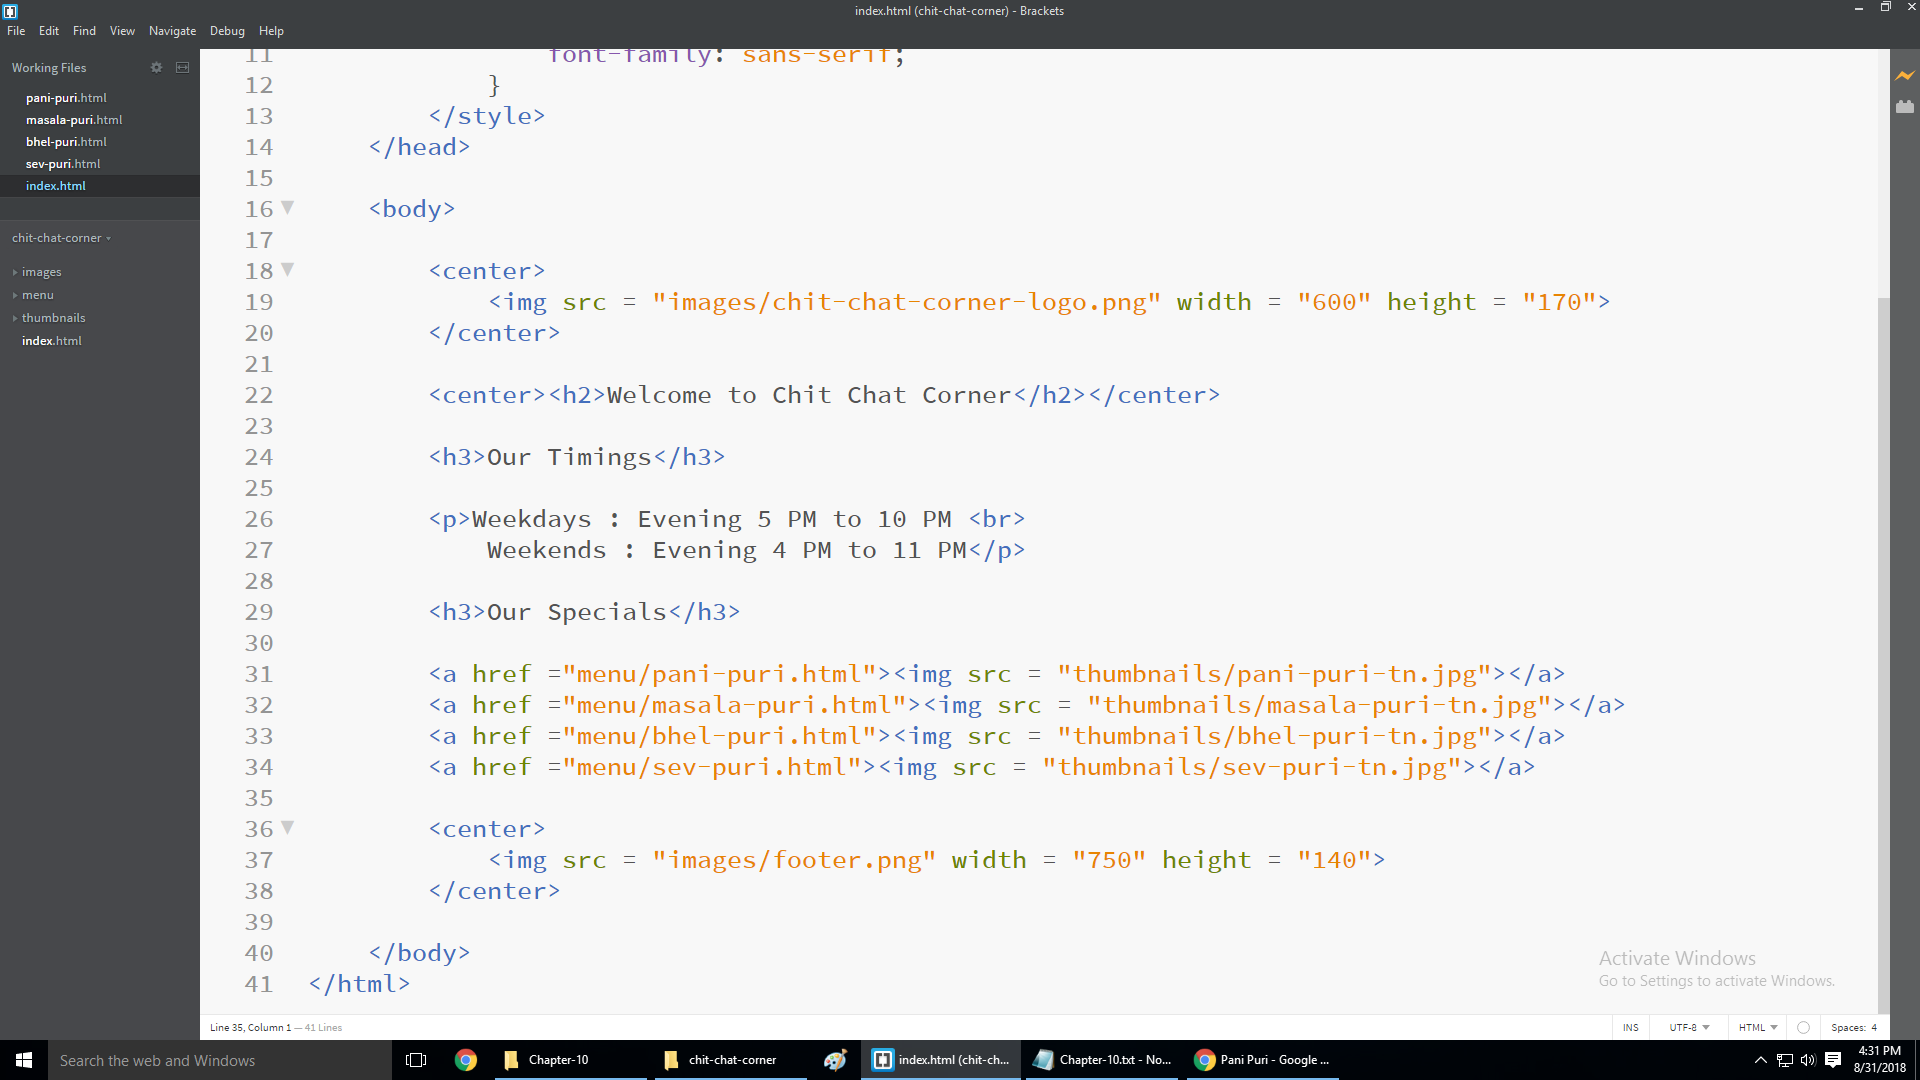 index.html (chit-chat-corner) - Brackets
File Edit Find View Navigate Debug Help
Working Files
pani-puri.html
masala-puri.html
bhel-puri.html
sev-puri.html
index.html
chit-chat-corner
images
menu
thumbnails
index.html
11 font-family: sans-serif;
12 }
13 </style>
14 </head>
15
16 <body>
17
18 <center>
19 <img src = "images/chit-chat-corner-logo.png" width = "600" height = "170">
20 </center>
21
22 <center><h2>Welcome to Chit Chat Corner</h2></center>
23
24 <h3>Our Timings</h3>
25
26 <p>Weekdays : Evening 5 PM to 10 PM <br>
27 Weekends : Evening 4 PM to 11 PM</p>
28
29 <h3>Our Specials</h3>
30
31 <a href ="menu/pani-puri.html"><img src = "thumbnails/pani-puri-tn.jpg"></a>
32 <a href ="menu/masala-puri.html"><img src = "thumbnails/masala-puri-tn.jpg"></a>
33 <a href ="menu/bhel-puri.html"><img src = "thumbnails/bhel-puri-tn.jpg"></a>
34 <a href ="menu/sev-puri.html"><img src = "thumbnails/sev-puri-tn.jpg"></a>
35
36 <center>
37 <img src = "images/footer.png" width = "750" height = "140">
38 </center>
39
40 </body>
41 </html>
Activate Windows
Go to Settings to activate Windows.
Line 35, Column 1 — 41 Lines
INS UTF-8 HTML Spaces: 4
Search the web and Windows
Chapter-10
chit-chat-corner
index.html (chit-ch...
Chapter-10.txt - No...
Pani Puri - Google ...
4:31 PM
8/31/2018